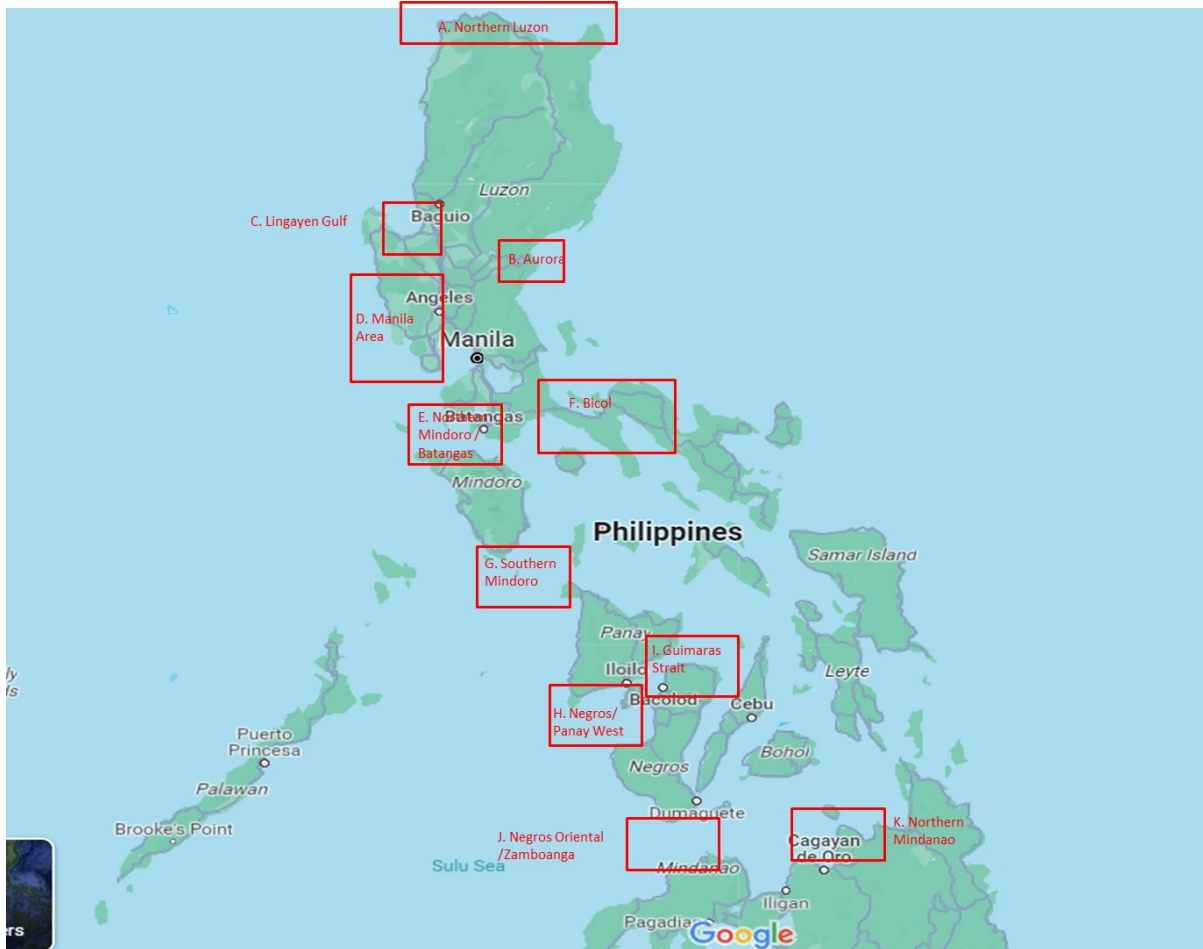 A. Northern Luzon
Luzon
C. Lingayen Gulf
Baguio
B. Aurora
Angeles
D. Manila
Area
Manila
F. Bicol
E. Northern
Batangas
Mindoro /
Batangas
Mindoro
Philippines
Samar Island
G. Southern
Mindoro
Panay
I. Guimaras
Strait
Iloilo
Leyte
Bacolod
Cebu
H. Negros/
Panay West
Puerto
Princesa
Bohol
Negros
Palawan
Dumaguete
Brooke's Point
J. Negros Oriental
/Zamboanga
K. Northern
Mindanao
Cagayan
de Oro
Mindanao
Sulu Sea
Iligan
Pagadian
Google